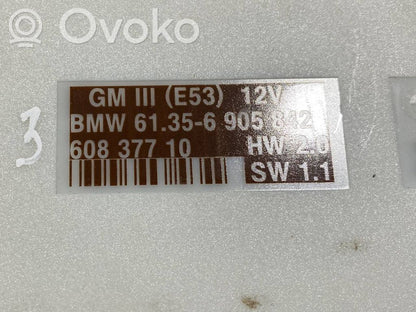 Ovoko
GM III (E53) 12V
BMW 61.35-6 905 842
608 377 10 HW 2.0
SW 1.1
3